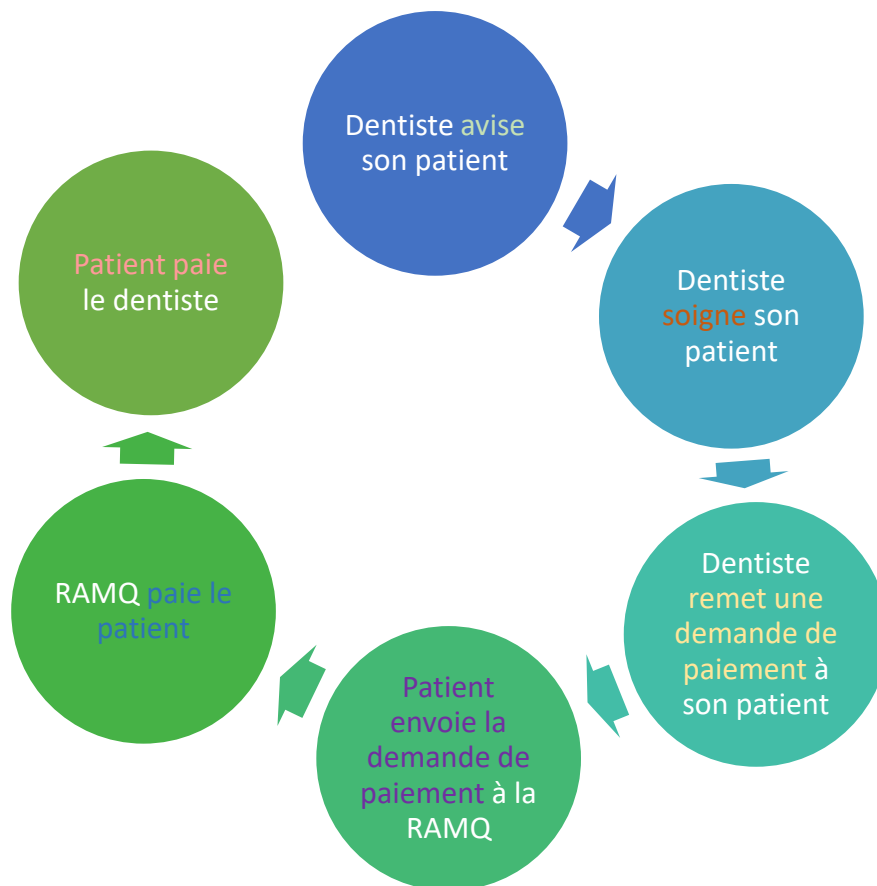 Dentiste avise
son patient
Dentiste
soigne son
patient
Dentiste
remet une
demande de
paiement à
son patient
Patient
envoie la
demande de
paiement à la
RAMQ
RAMQ paie le
patient
Patient paie
le dentiste